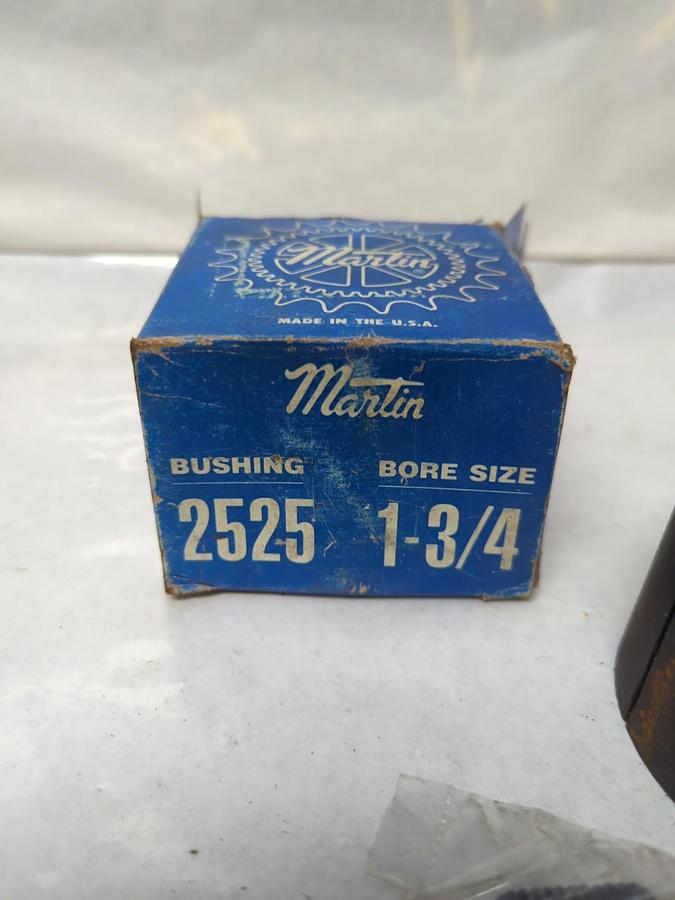 Martin
MADE IN THE U.S.A.
Martin
BUSHING BORE SIZE
2525 1-3/4